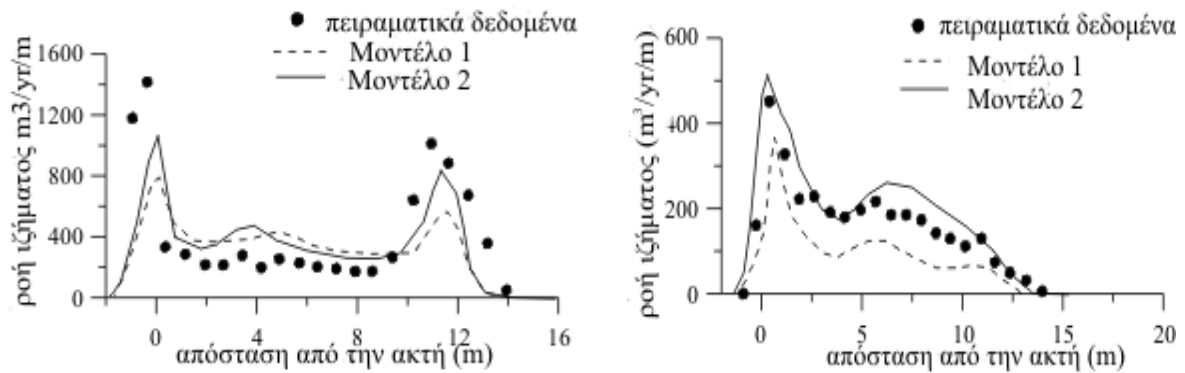 πειραματικά δεδομένα
Μοντέλο 1
Μοντέλο 2
ροή ιζήματος m3/yr/m
1600
1200
800
400
0
0 4 8 12 16
απόσταση από την ακτή (m)
πειραματικά δεδομένα
Μοντέλο 1
Μοντέλο 2
ροή ιζήματος (m³/yr/m)
600
400
200
0
0 5 10 15 20
απόσταση από την ακτή (m)